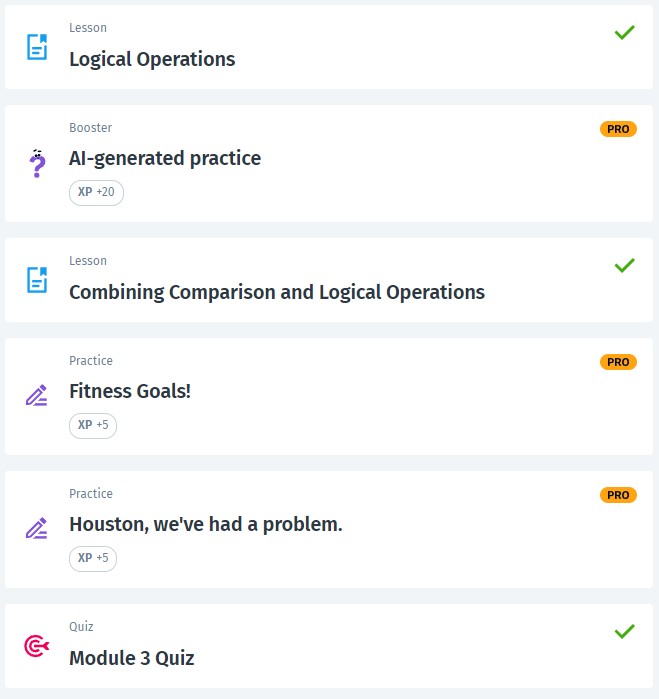 Lesson
Logical Operations
Booster
PRO
AI-generated practice
XP +20
Lesson
Combining Comparison and Logical Operations
Practice
PRO
Fitness Goals!
XP +5
Practice
PRO
Houston, we've had a problem.
XP +5
Quiz
Module 3 Quiz